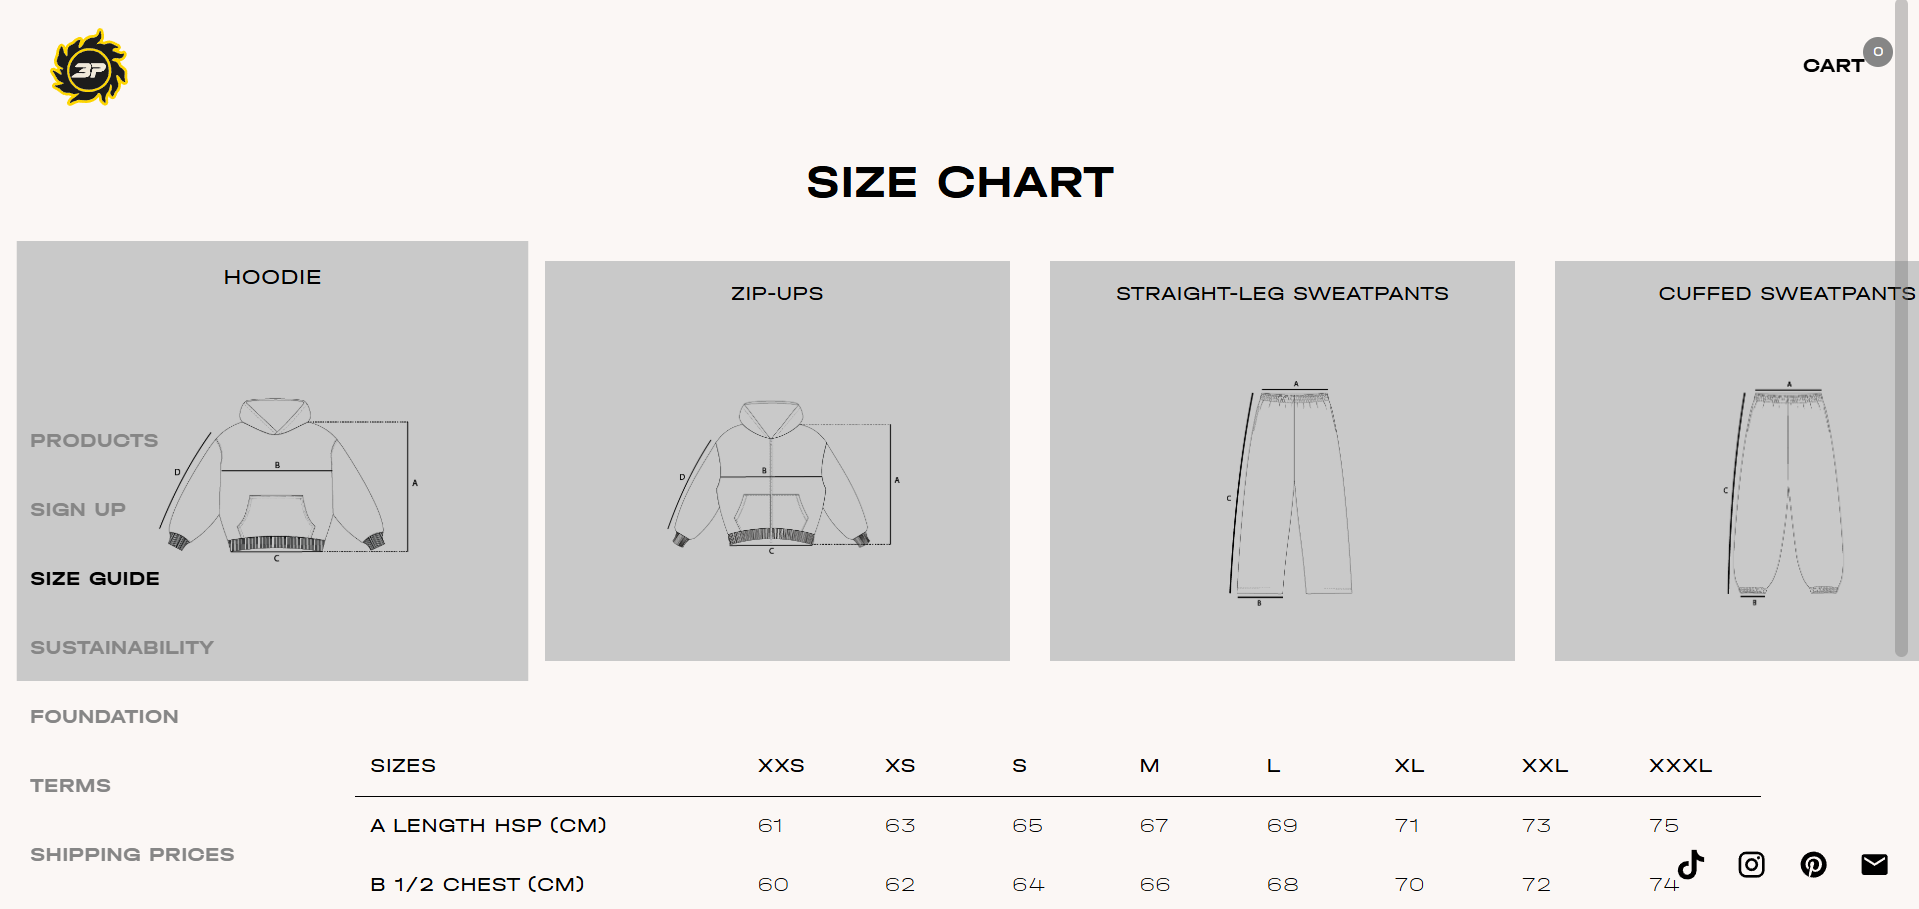 3P
CART
0
SIZE CHART
HOODIE
D
B
A
C
ZIP-UPS
D
B
A
C
STRAIGHT-LEG SWEATPANTS
A
C
B
CUFFED SWEATPANTS
A
C
B
PRODUCTS
SIGN UP
SIZE GUIDE
SUSTAINABILITY
FOUNDATION
TERMS
SHIPPING PRICES
SIZES XXS XS S M L XL XXL XXXL
A LENGTH HSP (CM) 61 63 65 67 69 71 73 75
B 1/2 CHEST (CM) 60 62 64 66 68 70 72 74